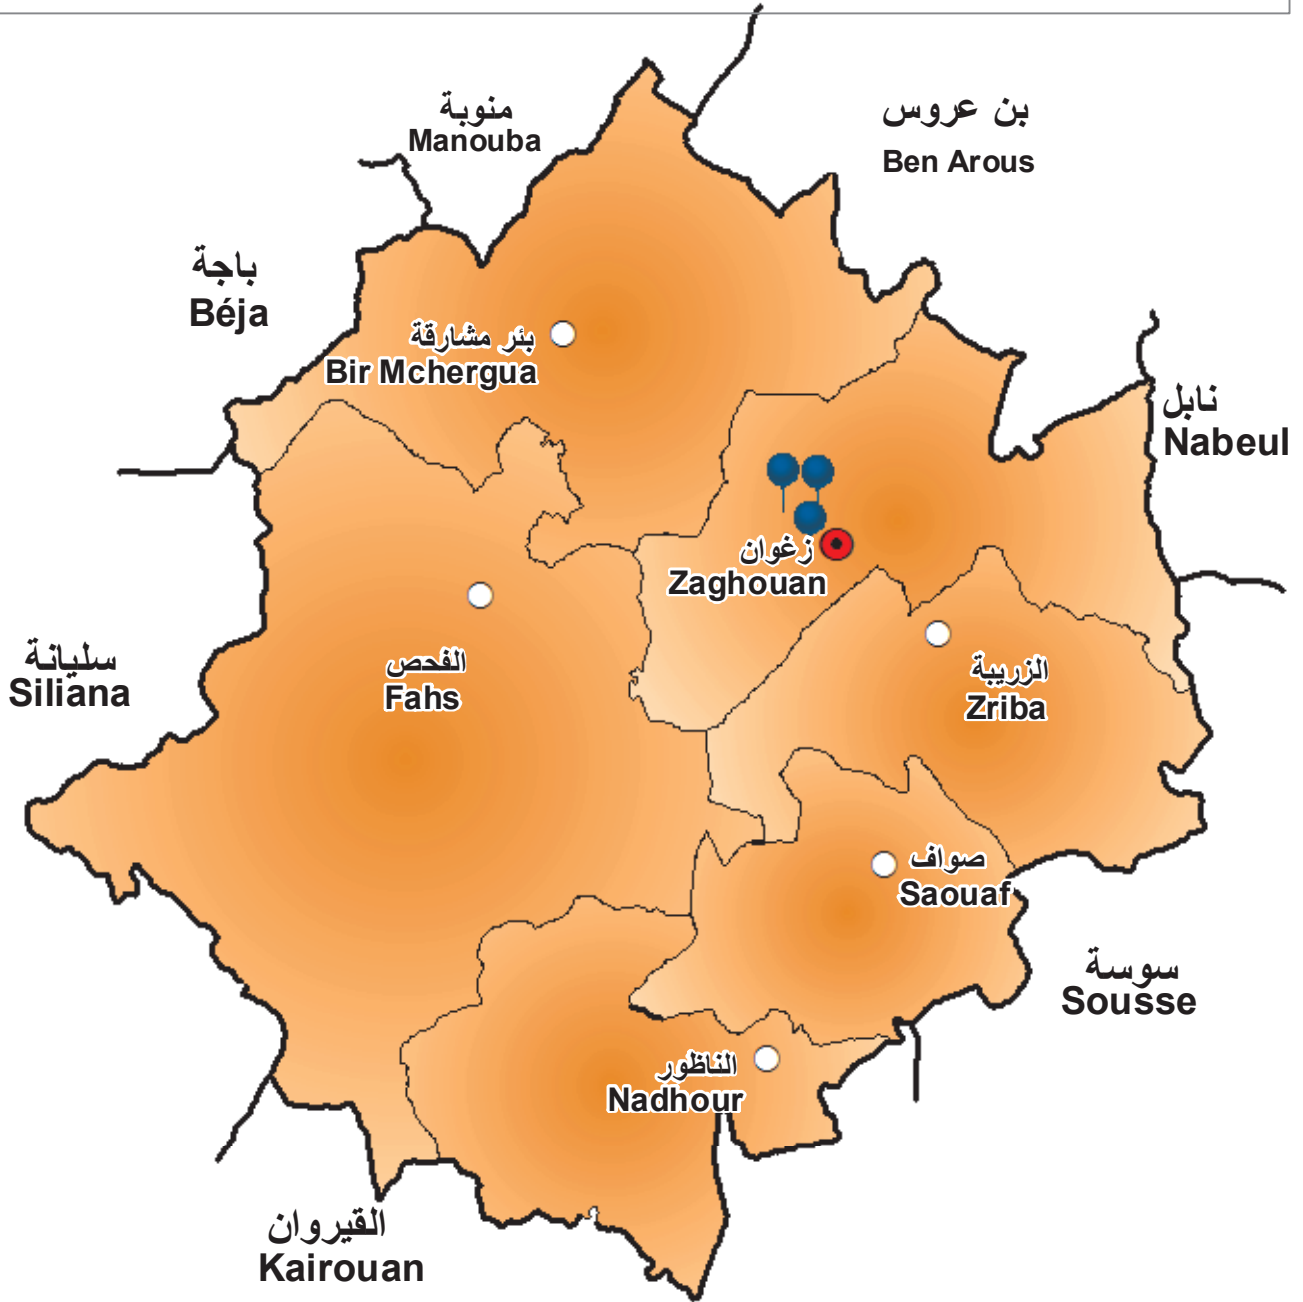 منوبة
Manouba
بن عروس
Ben Arous
باجة
Béja
بئر مشارقة
Bir Mchergua
نابل
Nabeul
زغوان
Zaghouan
سليانة
Siliana
الفحص
Fahs
الزريبة
Zriba
صواف
Saouaf
سوسة
Sousse
الناظور
Nadhour
القيروان
Kairouan